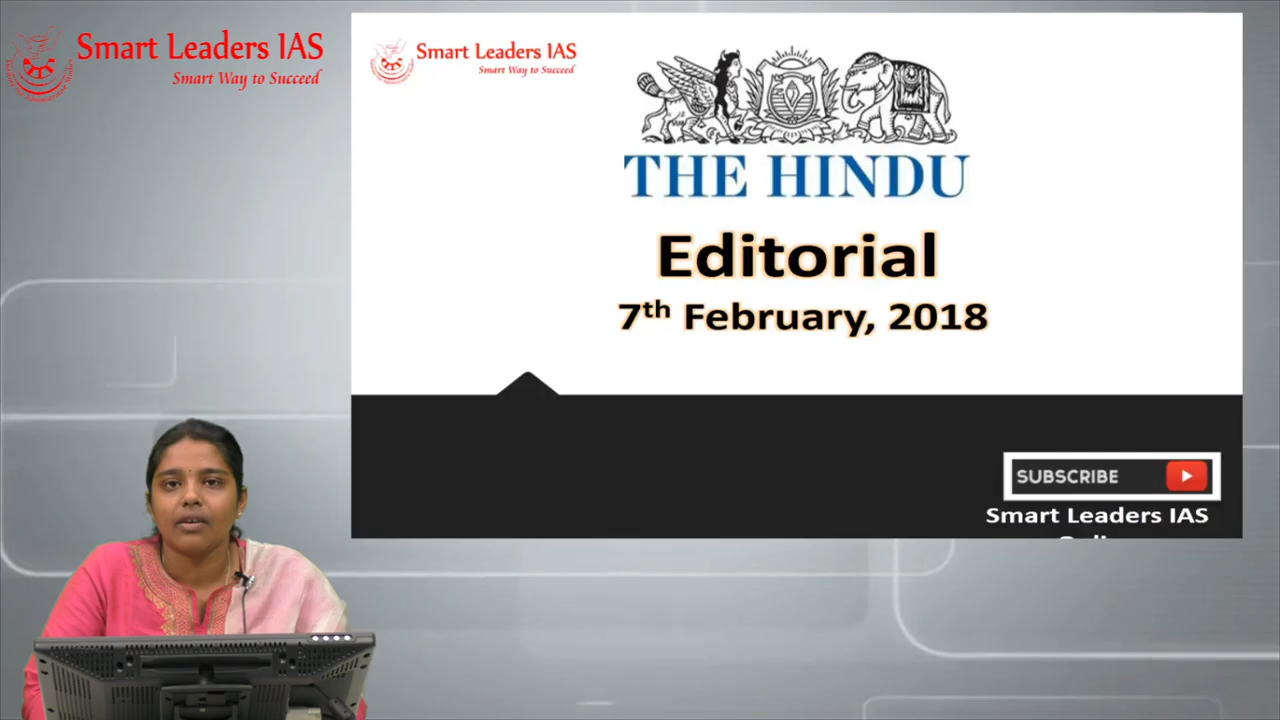 Smart Leaders IAS
Smart Way to Succeed
Smart Leaders IAS
Smart Way to Succeed
THE HINDU
Editorial
7th February, 2018
SUBSCRIBE
Smart Leaders IAS